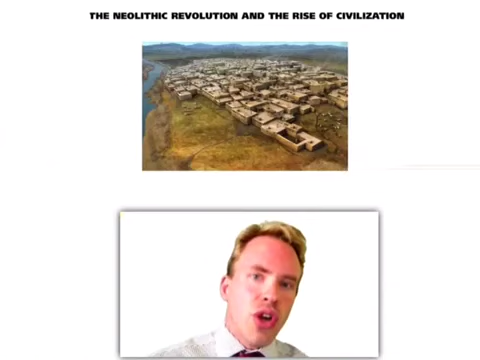 THE NEOLITHIC REVOLUTION AND THE RISE OF CIVILIZATION